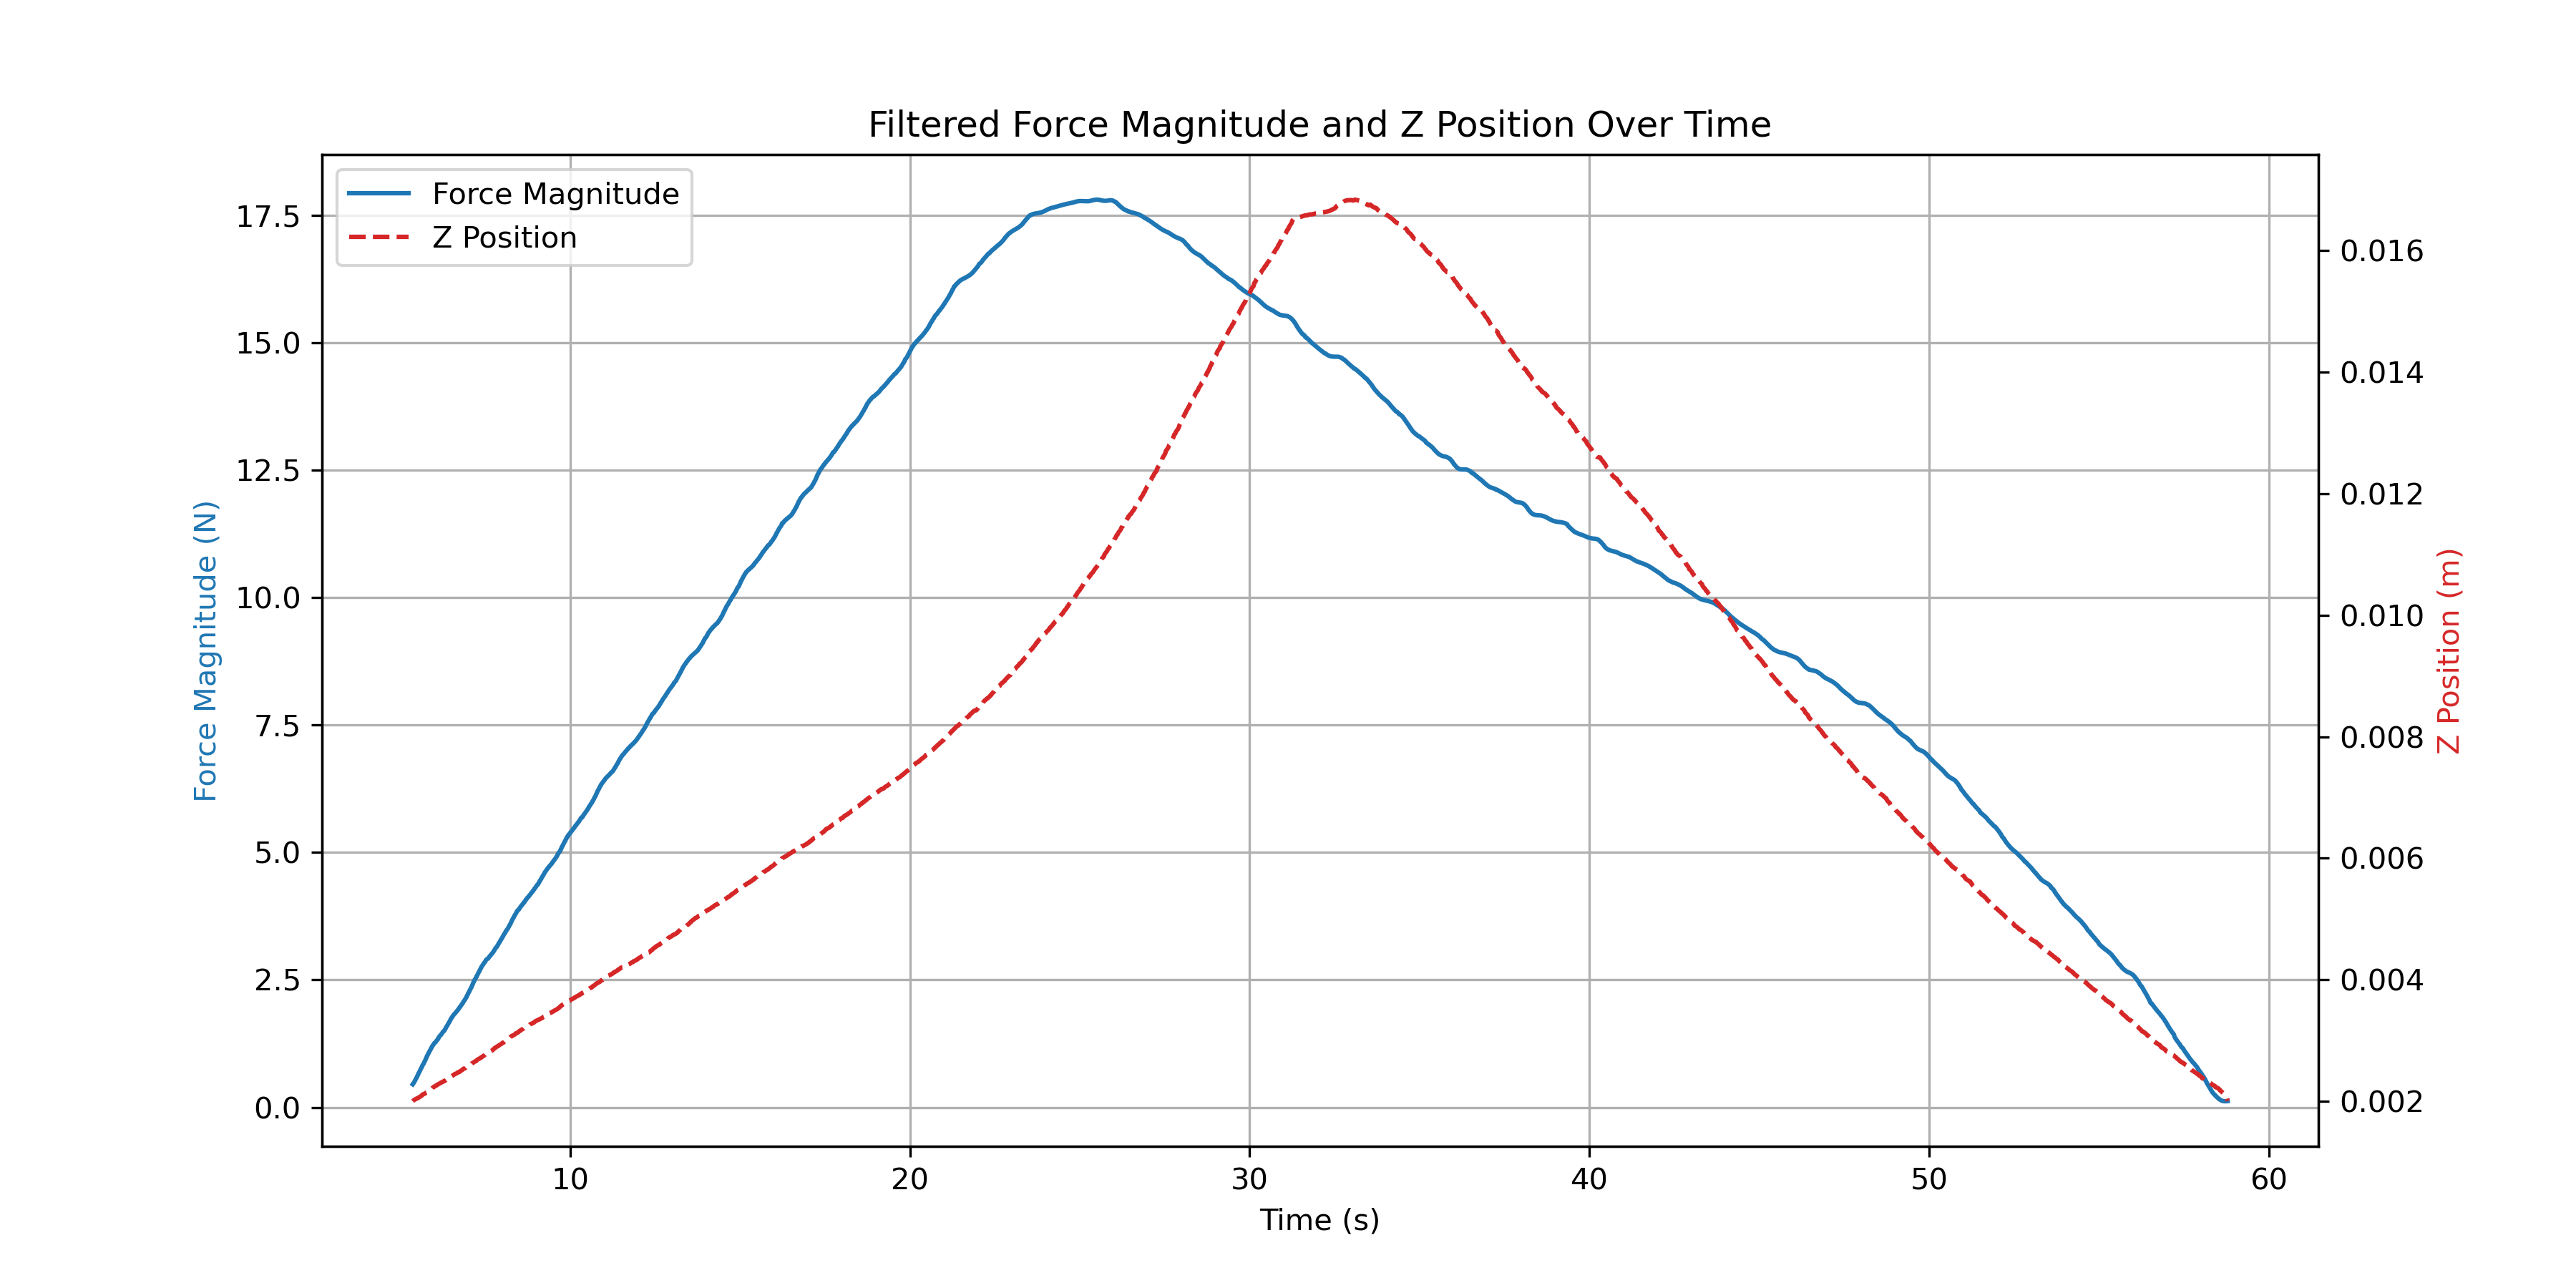 Filtered Force Magnitude and Z Position Over Time
Force Magnitude
Z Position
17.5
15.0
12.5
10.0
7.5
5.0
2.5
0.0
Force Magnitude (N)
0.016
0.014
0.012
0.010
0.008
0.006
0.004
0.002
Z Position (m)
10 20 30 40 50 60
Time (s)